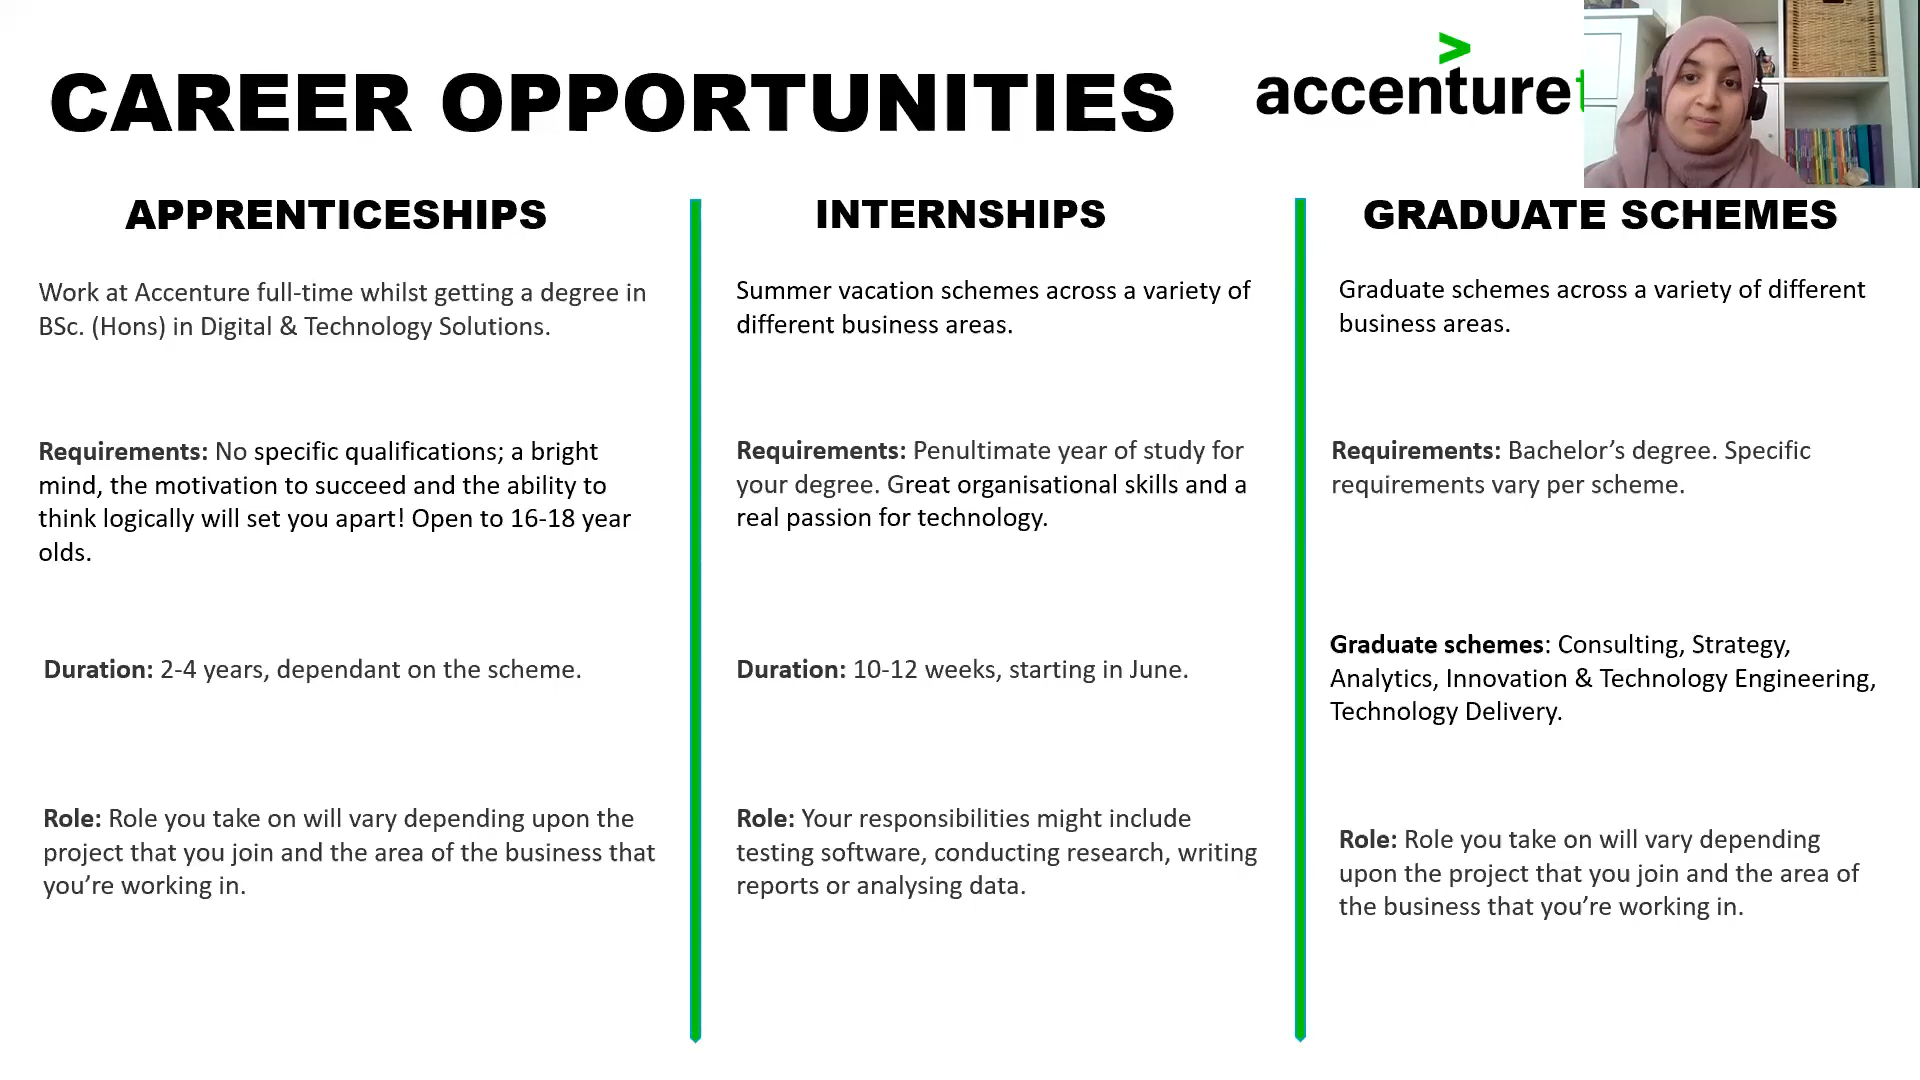 CAREER OPPORTUNITIES
accenture
APPRENTICESHIPS
Work at Accenture full-time whilst getting a degree in
BSc. (Hons) in Digital & Technology Solutions.
Requirements: No specific qualifications; a bright
mind, the motivation to succeed and the ability to
think logically will set you apart! Open to 16-18 year
olds.
Duration: 2-4 years, dependant on the scheme.
Role: Role you take on will vary depending upon the
project that you join and the area of the business that
you’re working in.
INTERNSHIPS
Summer vacation schemes across a variety of
different business areas.
Requirements: Penultimate year of study for
your degree. Great organisational skills and a
real passion for technology.
Duration: 10-12 weeks, starting in June.
Role: Your responsibilities might include
testing software, conducting research, writing
reports or analysing data.
GRADUATE SCHEMES
Graduate schemes across a variety of different
business areas.
Requirements: Bachelor’s degree. Specific
requirements vary per scheme.
Graduate schemes: Consulting, Strategy,
Analytics, Innovation & Technology Engineering,
Technology Delivery.
Role: Role you take on will vary depending
upon the project that you join and the area of
the business that you’re working in.